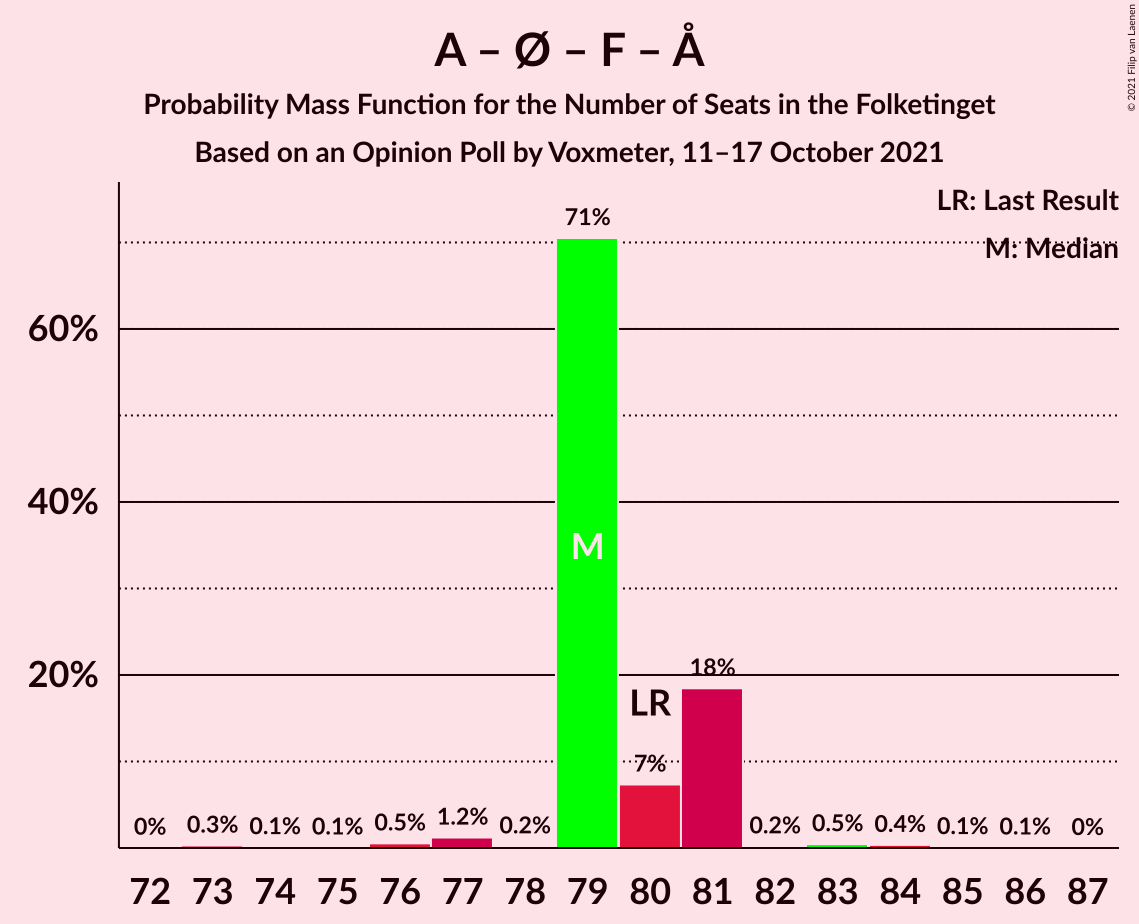 A – Ø – F – Å
Probability Mass Function for the Number of Seats in the Folketinget
Based on an Opinion Poll by Voxmeter, 11–17 October 2021
© 2021 Filip van Laenen
LR: Last Result
M: Median
60%
40%
20%
0%
0.3%
0.1%
0.1%
0.5%
1.2%
0.2%
71%
M
LR
7%
18%
0.2%
0.5%
0.4%
0.1%
0.1%
0%
72 73 74 75 76 77 78 79 80 81 82 83 84 85 86 87